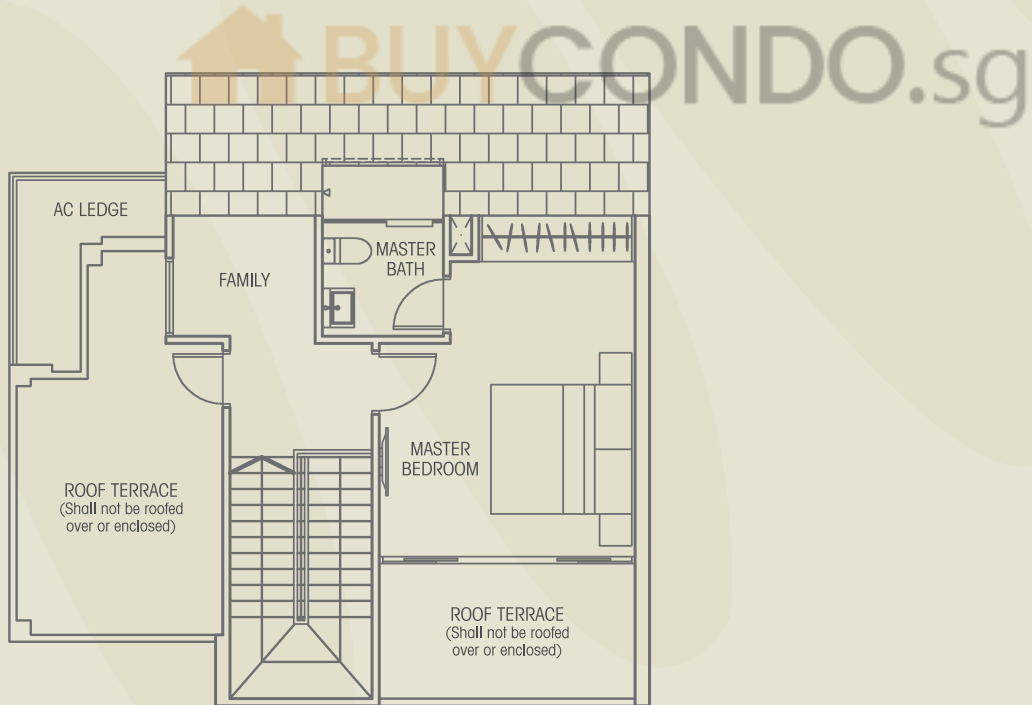 BUYCONDO.sg
AC LEDGE
FAMILY
MASTER
BATH
MASTER
BEDROOM
ROOF TERRACE
(Shall not be roofed
over or enclosed)
ROOF TERRACE
(Shall not be roofed
over or enclosed)